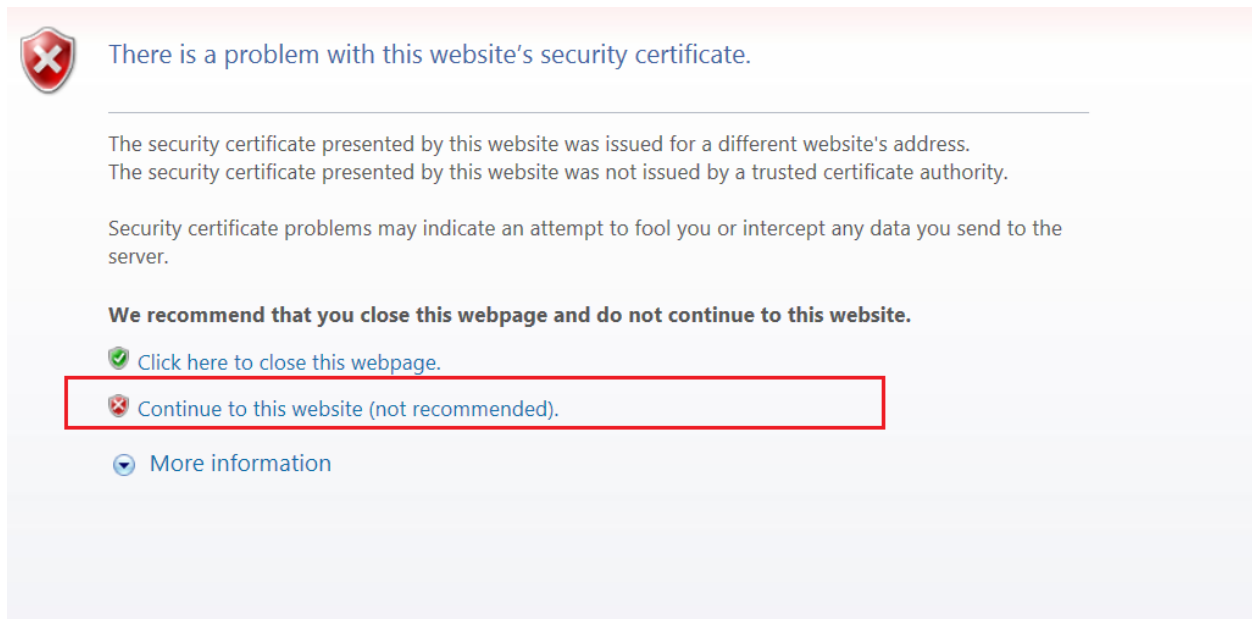 There is a problem with this website’s security certificate.
The security certificate presented by this website was issued for a different website's address.
The security certificate presented by this website was not issued by a trusted certificate authority.
Security certificate problems may indicate an attempt to fool you or intercept any data you send to the
server.
We recommend that you close this webpage and do not continue to this website.
Click here to close this webpage.
Continue to this website (not recommended).
More information